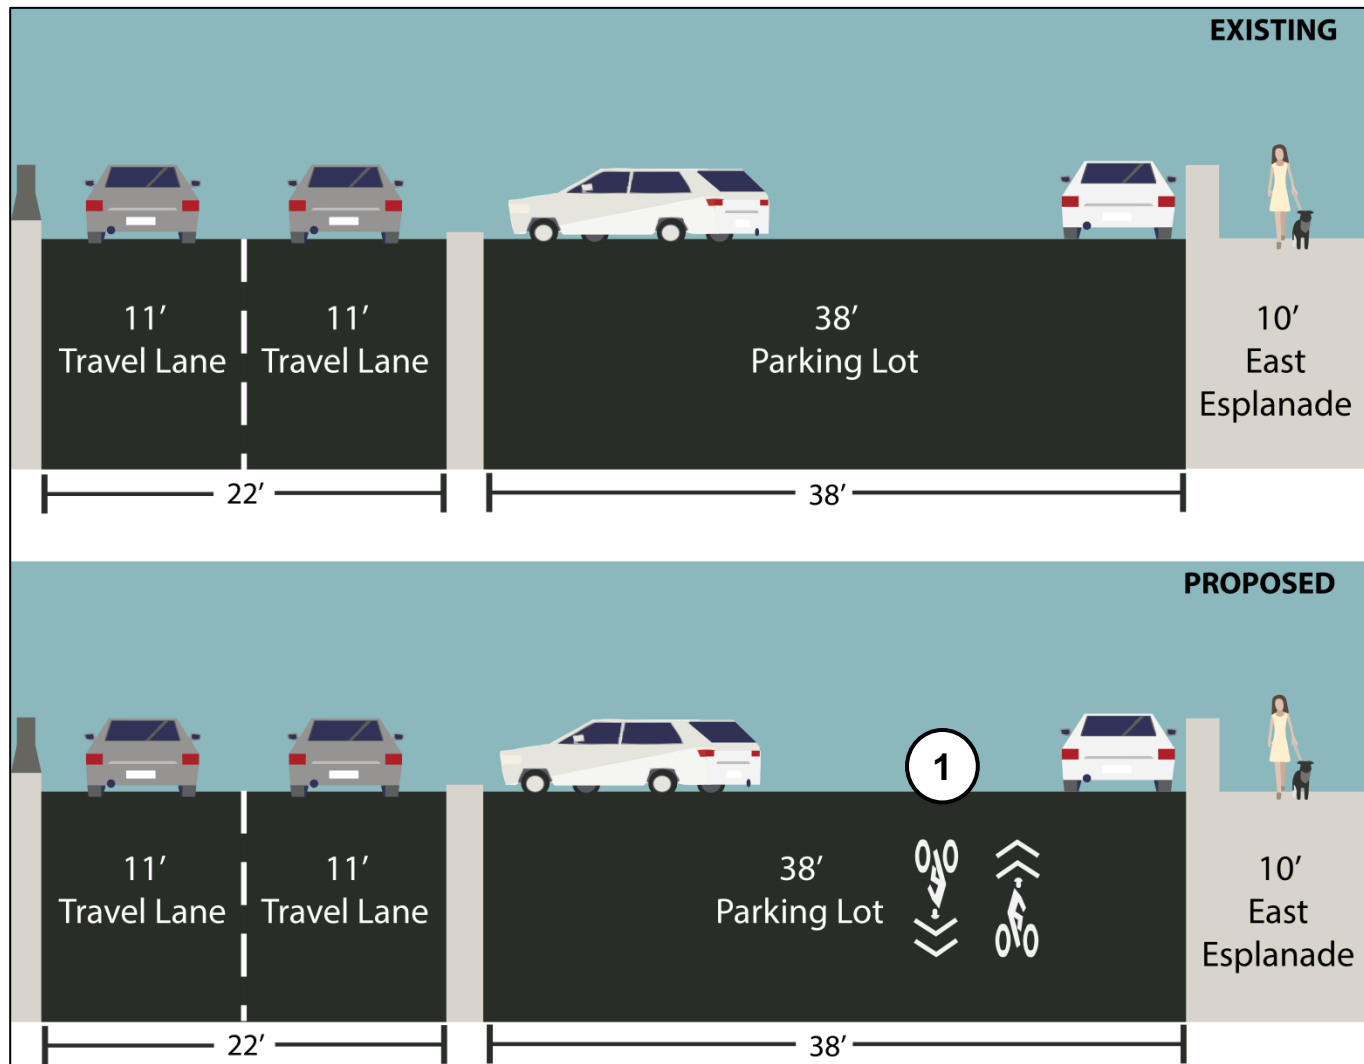 EXISTING
11’
Travel Lane
11’
Travel Lane
38’
Parking Lot
10’
East
Esplanade
22’
38’
PROPOSED
1
11’
Travel Lane
11’
Travel Lane
38’
Parking Lot
10’
East
Esplanade
22’
38’